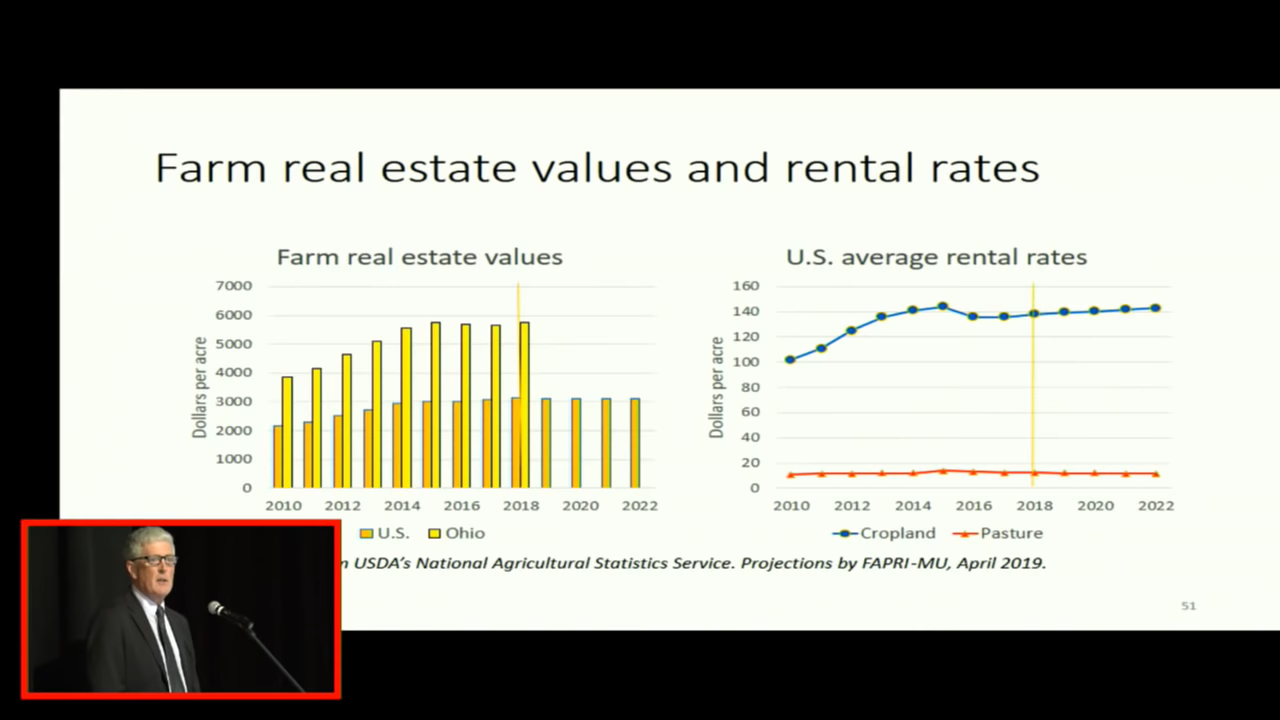 Farm real estate values and rental rates
Farm real estate values
7000
6000
5000
4000
3000
2000
1000
0
Dollars per acre
2010 2012 2014 2016 2018 2020 2022
U.S. Ohio
U.S. average rental rates
160
140
120
100
80
60
40
20
0
Dollars per acre
2010 2012 2014 2016 2018 2020 2022
Cropland Pasture
USDA's National Agricultural Statistics Service. Projections by FAPRI-MU, April 2019.
51